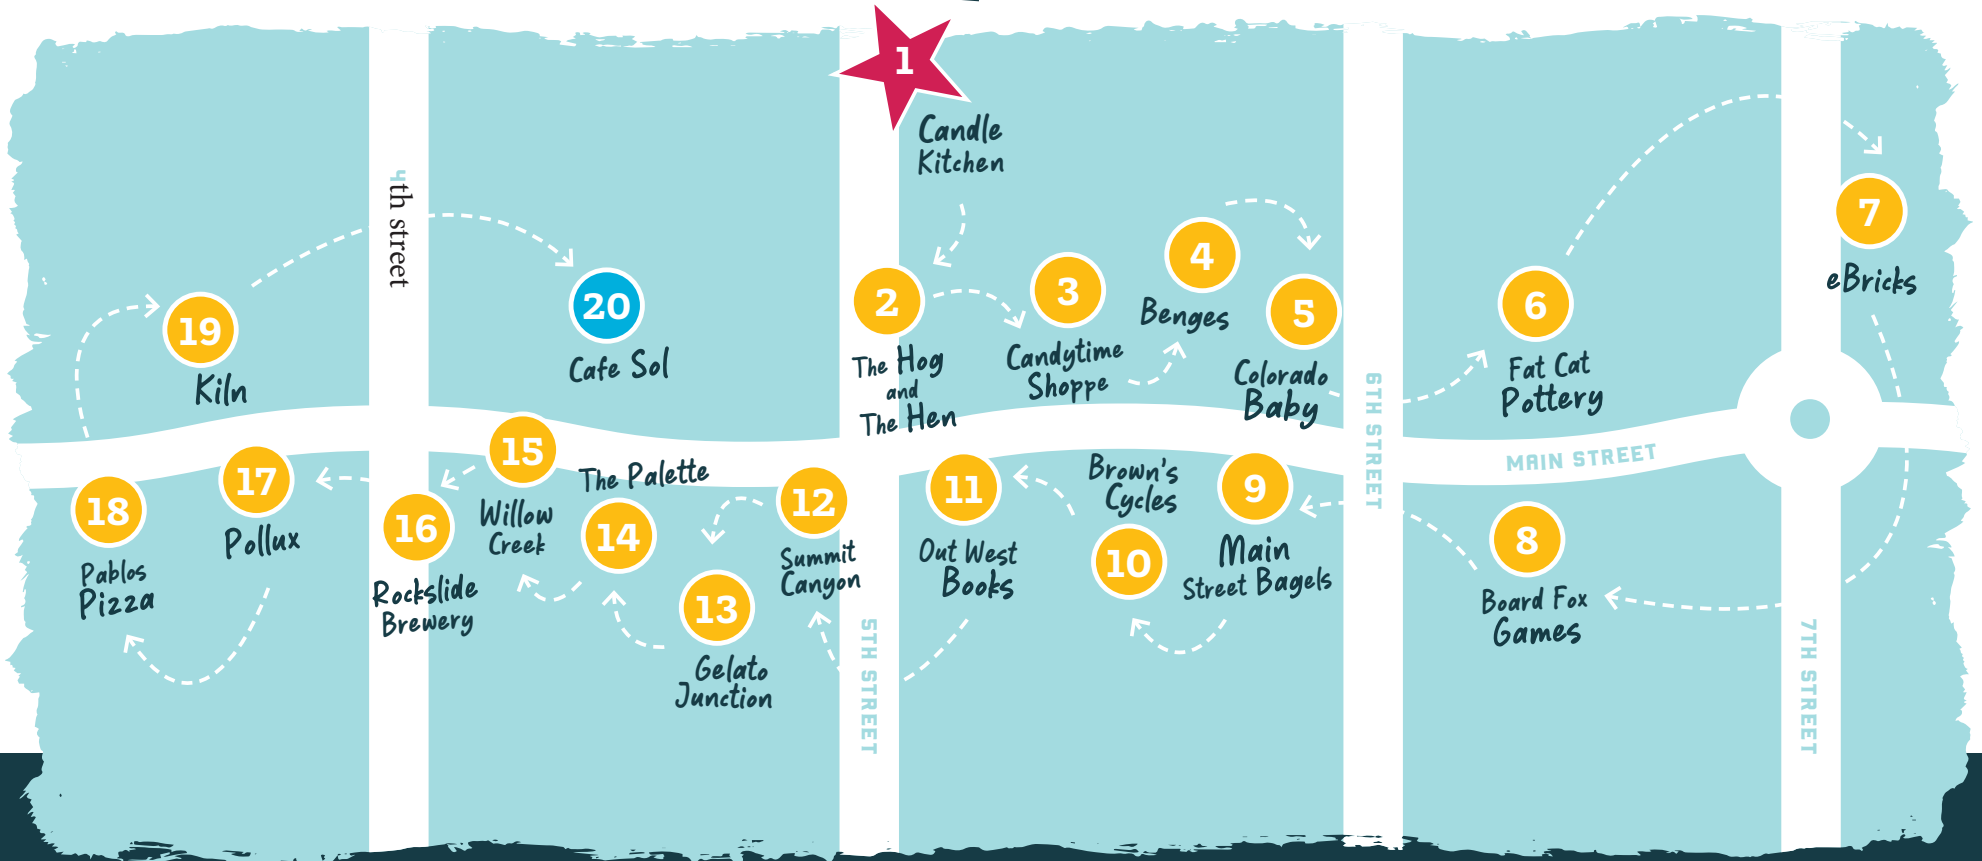 1
Candle
Kitchen
4th street
19
Kiln
20
Cafe Sol
2
The Hog
and
The Hen
3
Candytime
Shoppe
4
Benges
5
Colorado
Baby
6TH STREET
6
Fat Cat
Pottery
7
eBricks
MAIN STREET
18
Pablos
Pizza
17
Pollux
16
Rockslide
Brewery
15
Willow
Creek
The Palette
14
13
Gelato
Junction
12
Summit
Canyon
5TH STREET
11
Out West
Books
Brown's
Cycles
10
9
Main
Street Bagels
8
Board Fox
Games
7TH STREET